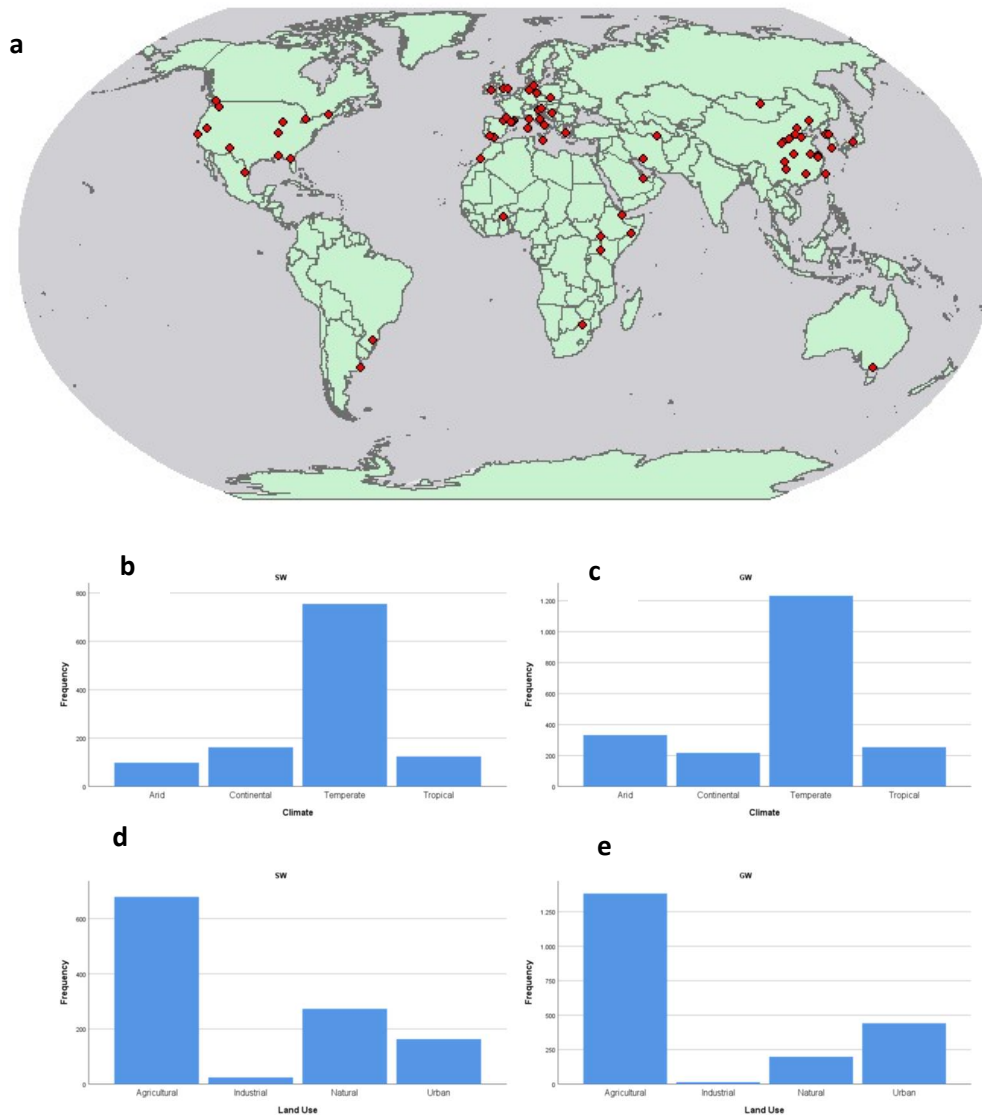 a
b
SW
800
600
400
200
0
Frequency
Arid Continental Temperate Tropical
Climate
c
GW
1.200
1.000
800
600
400
200
0
Frequency
Arid Continental Temperate Tropical
Climate
d
SW
600
400
200
0
Frequency
Agricultural Industrial Natural Urban
Land Use
e
GW
1.250
1.000
750
500
250
0
Frequency
Agricultural Industrial Natural Urban
Land Use